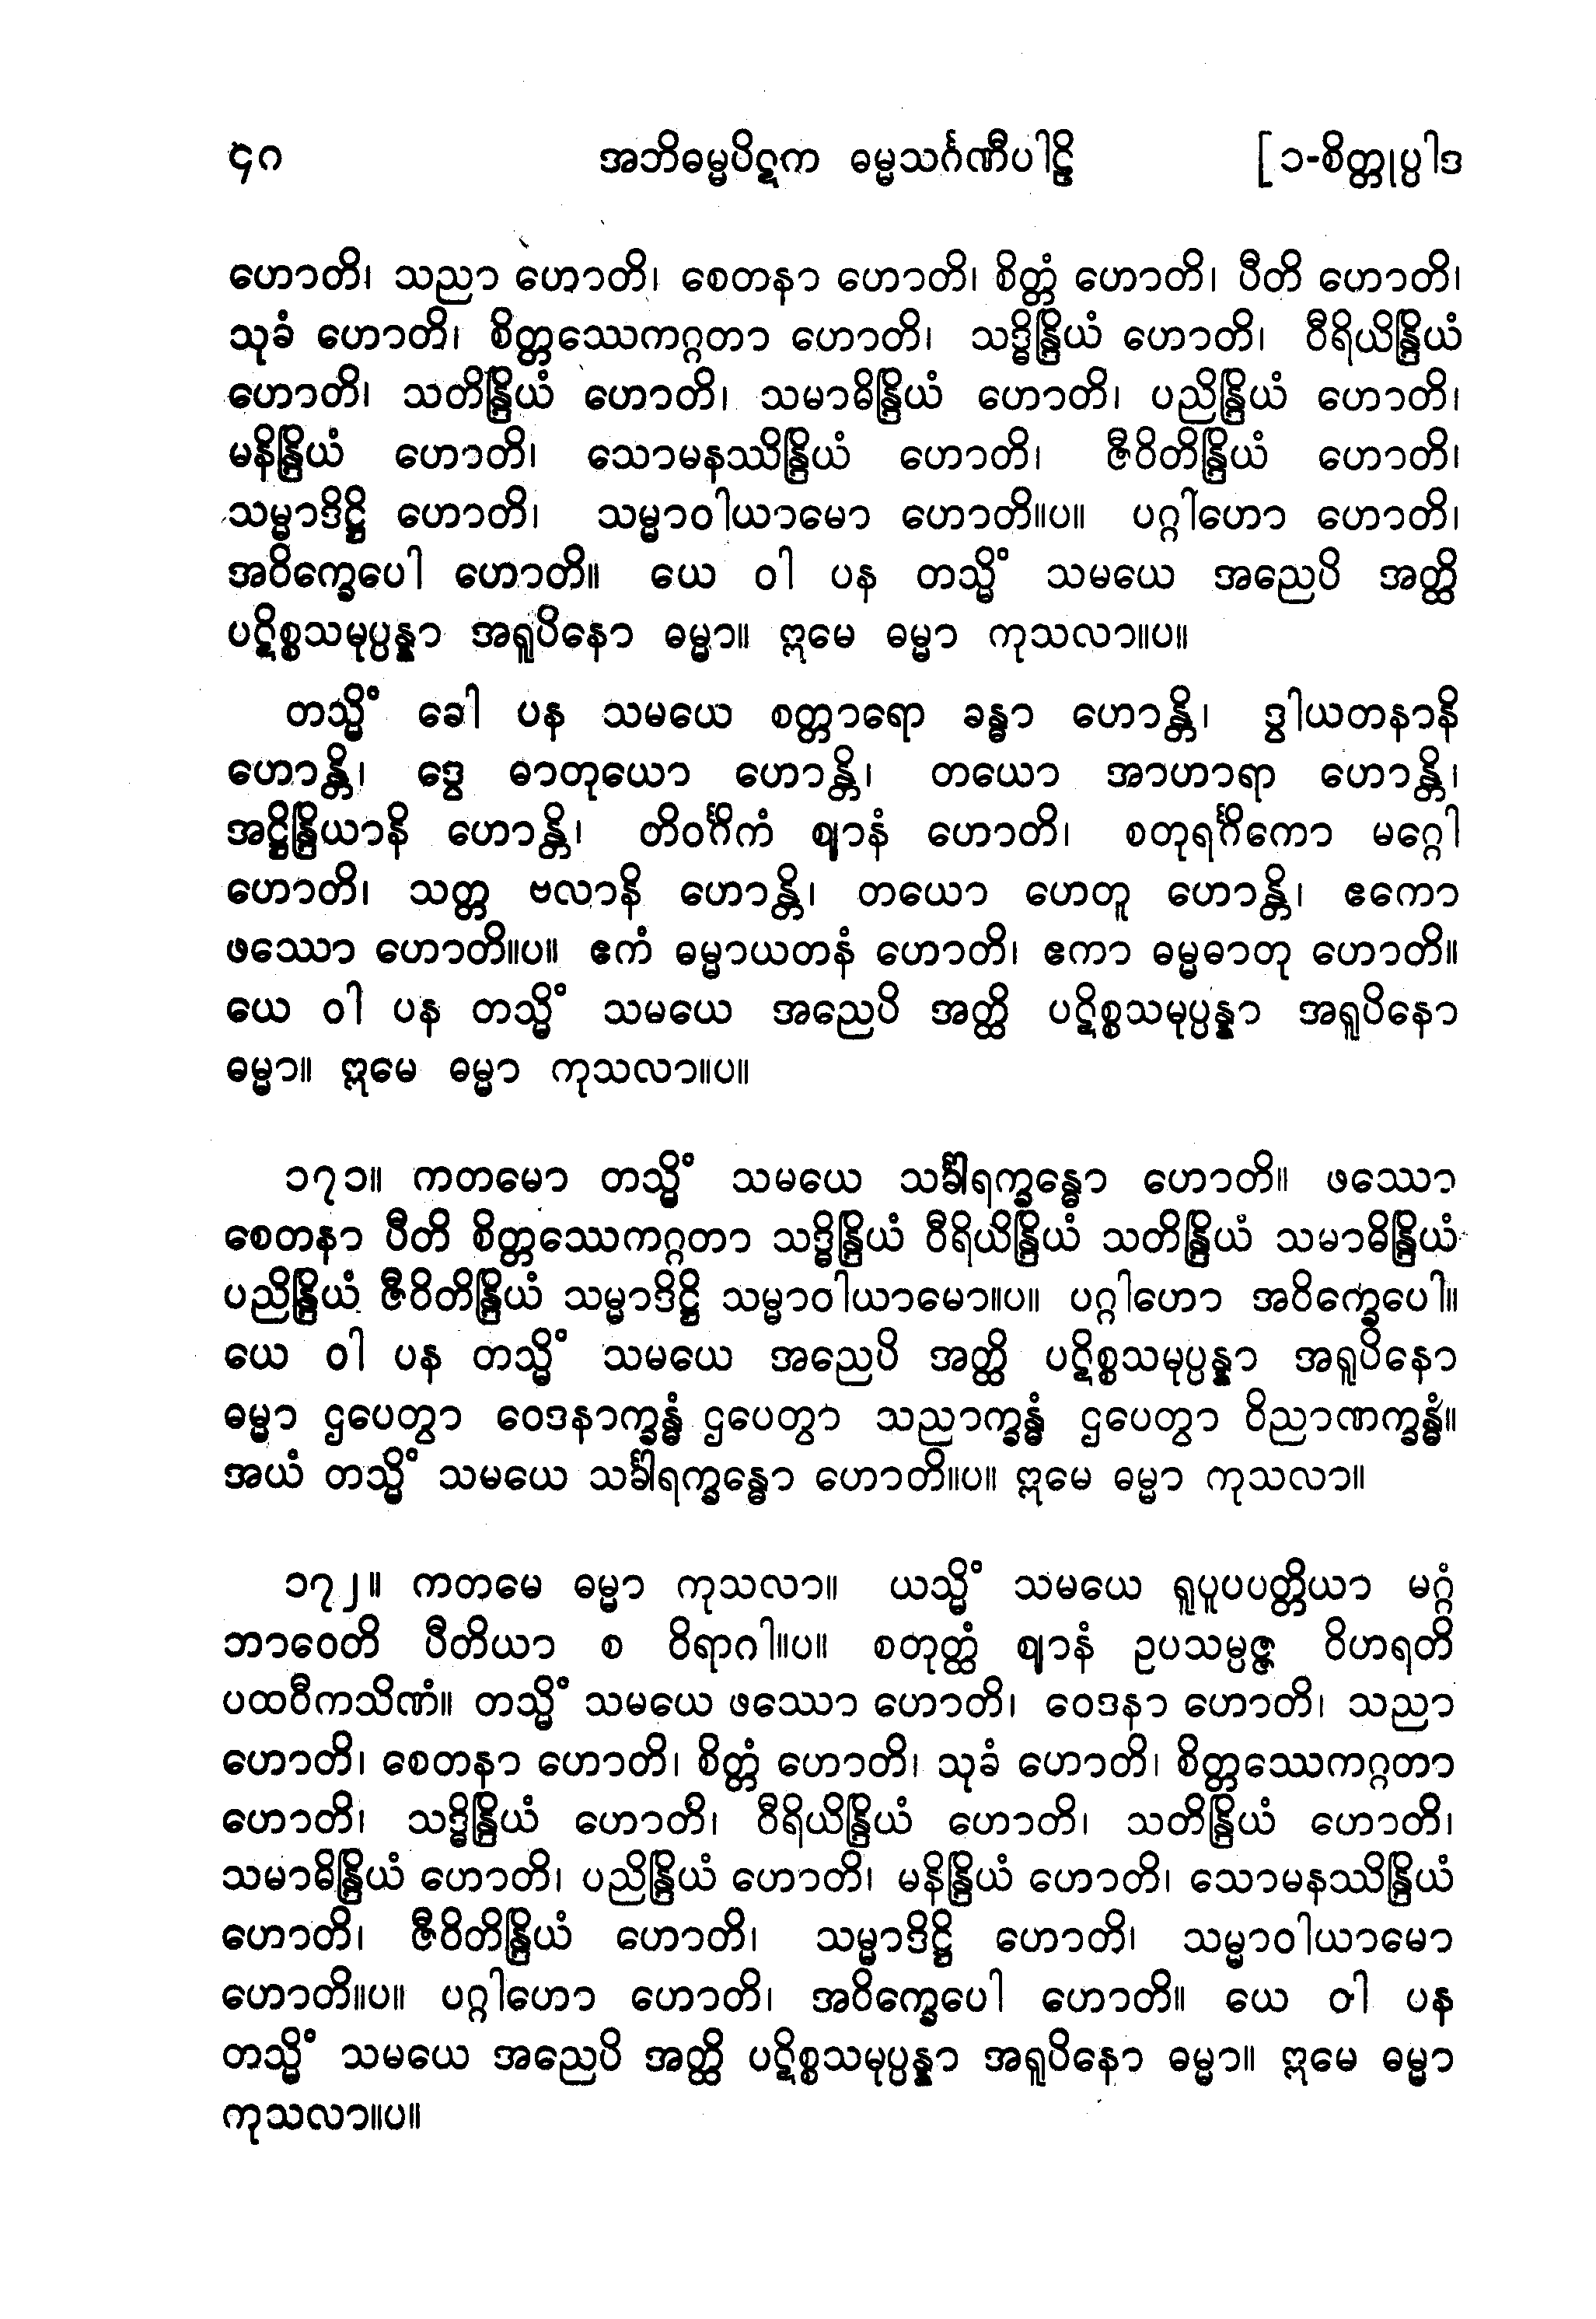 ၄၈ အဘိဓမ္မပိဋက ဓမ္မသင်္ဂဏီပါဠိ [ ၁-စိတ္တုပ္ပါဒ
ဟောတိ၊ သညာ ဟောတိ၊ စေတနာ ဟောတိ၊ စိတ္တံ ဟောတိ၊ ပီတိ ဟောတိ၊
သုခံ ဟောတိ၊ စိတ္တဿေကဂ္ဂတာ ဟောတိ၊ သဒ္ဓိန္ဒြိယံ ဟောတိ၊ ဝီရိယိန္ဒြိယံ
ဟောတိ၊ သတိန္ဒြိယံ ဟောတိ၊ သမာဓိန္ဒြိယံ ဟောတိ၊ ပညိန္ဒြိယံ ဟောတိ၊
မနိန္ဒြိယံ ဟောတိ၊ သောမနဿိန္ဒြိယံ ဟောတိ၊ ဇီဝိတိန္ဒြိယံ ဟောတိ၊
သမ္မာဒိဋ္ဌိ ဟောတိ၊ သမ္မာဝါယာမော ဟောတိ။ပ။ ပဂ္ဂါဟော ဟောတိ၊
အဝိက္ခေပေါ ဟောတိ။ ယေ ဝါ ပန တသ္မိံ သမယေ အညေပိ အတ္ထိ
ပဋိစ္စသမုပ္ပန္နာ အရူပိနော ဓမ္မာ။ ဣမေ ဓမ္မာ ကုသလာ။ပ။
တသ္မိံ ခေါ ပန သမယေ စတ္တာရော ခန္ဓာ ဟောန္တိ၊ ဒွါယတနာနိ
ဟောန္တိ၊ ဒွေ ဓာတုယော ဟောန္တိ၊ တယော အာဟာရာ ဟောန္တိ၊
အဋ္ဌိန္ဒြိယာနိ ဟောန္တိ၊ တိဝင်္ဂိကံ ဈာနံ ဟောတိ၊ စတုရင်္ဂိကော မဂ္ဂေါ
ဟောတိ၊ သတ္တ ဗလာနိ ဟောန္တိ၊ တယော ဟေတူ ဟောန္တိ၊ ဧကော
ဖဿော ဟောတိ။ပ။ ဧကံ ဓမ္မာယတနံ ဟောတိ၊ ဧကာ ဓမ္မဓာတု ဟောတိ။
ယေ ဝါ ပန တသ္မိံ သမယေ အညေပိ အတ္ထိ ပဋိစ္စသမုပ္ပန္နာ အရူပိနော
ဓမ္မာ။ ဣမေ ဓမ္မာ ကုသလာ။ပ။
၁၇၁။ ကတမော တသ္မိံ သမယေ သင်္ခါရက္ခန္ဓော ဟောတိ။ ဖဿော
စေတနာ ပီတိ စိတ္တဿေကဂ္ဂတာ သဒ္ဓိန္ဒြိယံ ဝီရိယိန္ဒြိယံ သတိန္ဒြိယံ သမာဓိန္ဒြိယံ
ပညိန္ဒြိယံ ဇီဝိတိန္ဒြိယံ သမ္မာဒိဋ္ဌိ သမ္မာဝါယာမော။ပ။ ပဂ္ဂါဟော အဝိက္ခေပေါ။
ယေ ဝါ ပန တသ္မိံ သမယေ အညေပိ အတ္ထိ ပဋိစ္စသမုပ္ပန္နာ အရူပိနော
ဓမ္မာ ဌပေတွာ ဝေဒနာက္ခန္ဓံ ဌပေတွာ သညာက္ခန္ဓံ ဌပေတွာ ဝိညာဏက္ခန္ဓံ။
အယံ တသ္မိံ သမယေ သင်္ခါရက္ခန္ဓော ဟောတိ။ပ။ ဣမေ ဓမ္မာ ကုသလာ။
၁၇၂။ ကတမေ ဓမ္မာ ကုသလာ။ ယသ္မိံ သမယေ ရူပူပပတ္တိယာ မဂ္ဂံ
ဘာဝေတိ ပီတိယာ စ ဝိရာဂါ။ပ။ စတုတ္ထံ ဈာနံ ဥပသမ္ပဇ္ဇ ဝိဟရတိ
ပထဝီကသိဏံ။ တသ္မိံ သမယေ ဖဿော ဟောတိ၊ ဝေဒနာ ဟောတိ၊ သညာ
ဟောတိ၊ စေတနာ ဟောတိ၊ စိတ္တံ ဟောတိ၊ သုခံ ဟောတိ၊ စိတ္တဿေကဂ္ဂတာ
ဟောတိ၊ သဒ္ဓိန္ဒြိယံ ဟောတိ၊ ဝီရိယိန္ဒြိယံ ဟောတိ၊ သတိန္ဒြိယံ ဟောတိ၊
သမာဓိန္ဒြိယံ ဟောတိ၊ ပညိန္ဒြိယံ ဟောတိ၊ မနိန္ဒြိယံ ဟောတိ၊ သောမနဿိန္ဒြိယံ
ဟောတိ၊ ဇီဝိတိန္ဒြိယံ ဟောတိ၊ သမ္မာဒိဋ္ဌိ ဟောတိ၊ သမ္မာဝါယာမော
ဟောတိ။ပ။ ပဂ္ဂါဟော ဟောတိ၊ အဝိက္ခေပေါ ဟောတိ။ ယေ ဝါ ပန
တသ္မိံ သမယေ အညေပိ အတ္ထိ ပဋိစ္စသမုပ္ပန္နာ အရူပိနော ဓမ္မာ။ ဣမေ ဓမ္မာ
ကုသလာ။ပ။